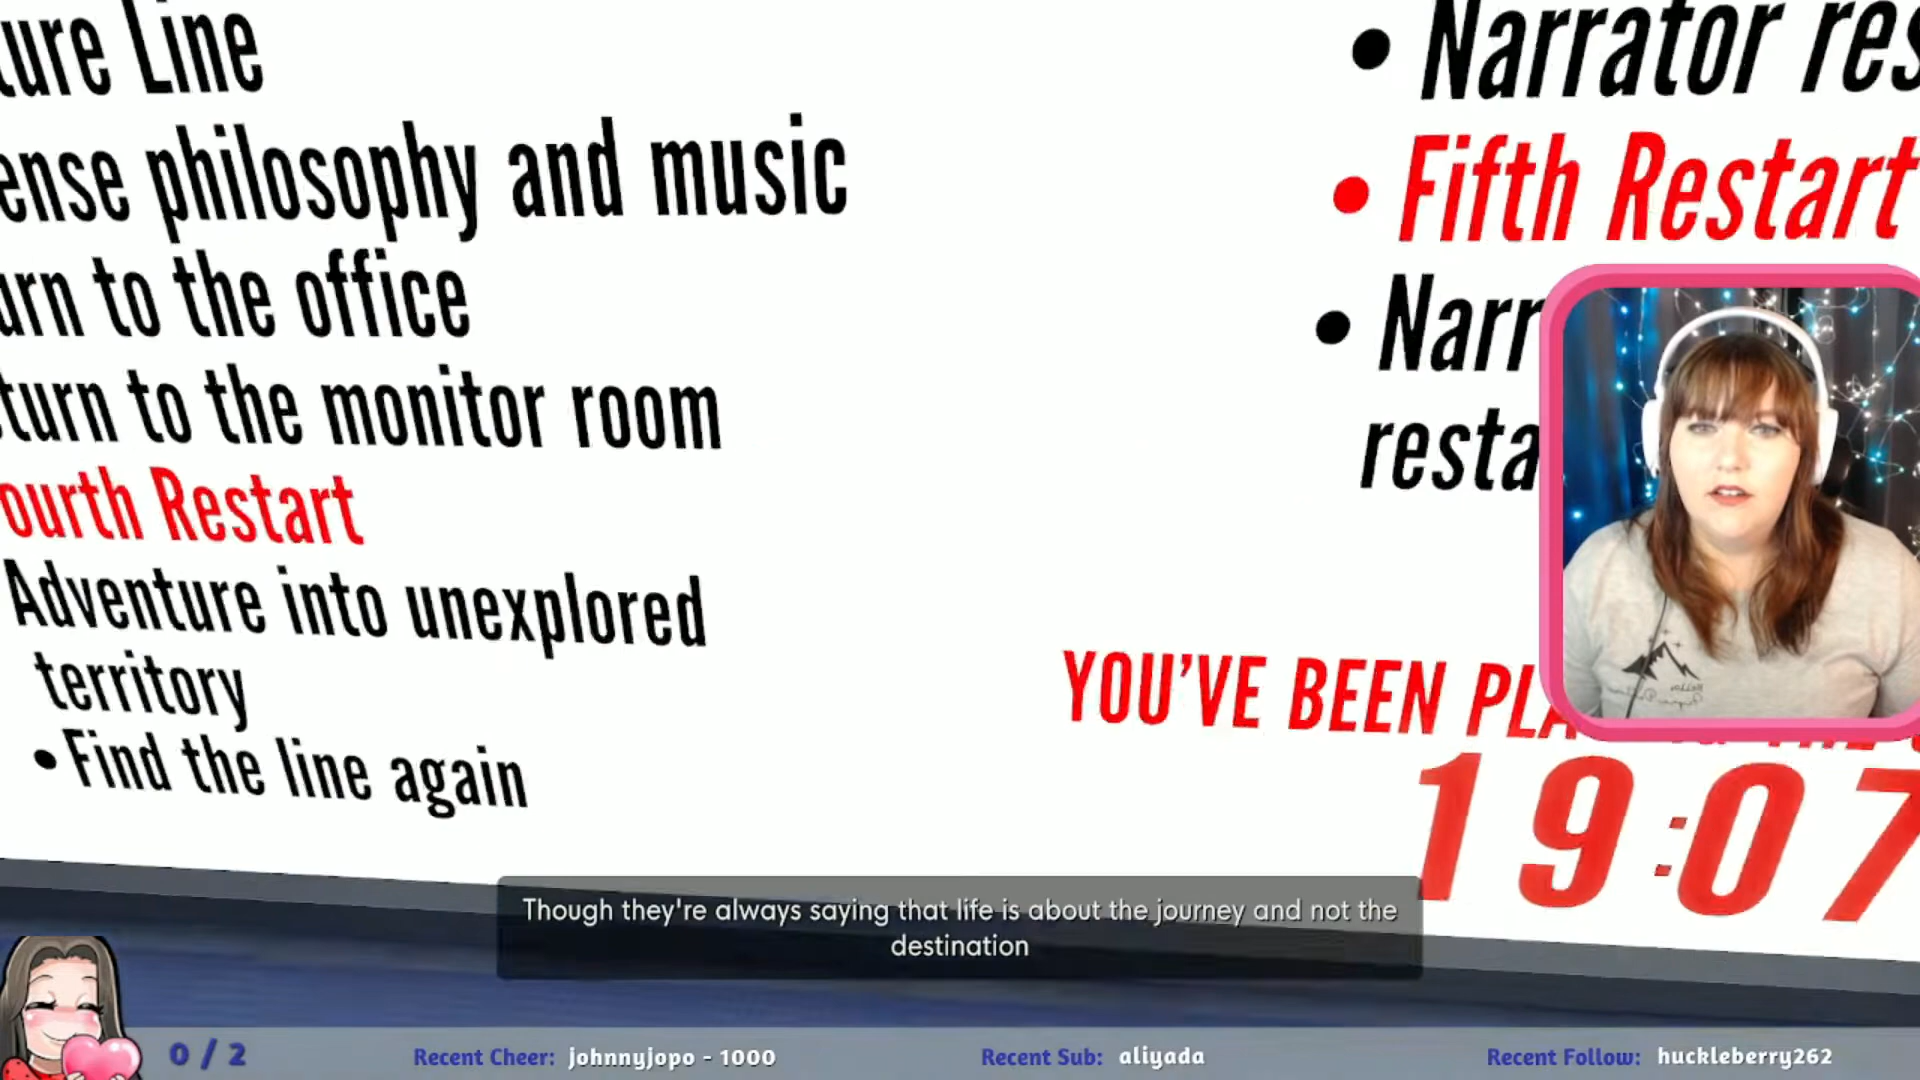 ture Line
ense philosophy and music
urn to the office
turn to the monitor room
ourth Restart
Adventure into unexplored
territory
• Find the line again
• Narrator res
• Fifth Restart
• Narr
resta
YOU'VE BEEN PLA
19:07
Though they're always saying that life is about the journey and not the
destination
0 / 2
Recent Cheer: johnnyjopo - 1000
Recent Sub: aliyada
Recent Follow: huckleberry262